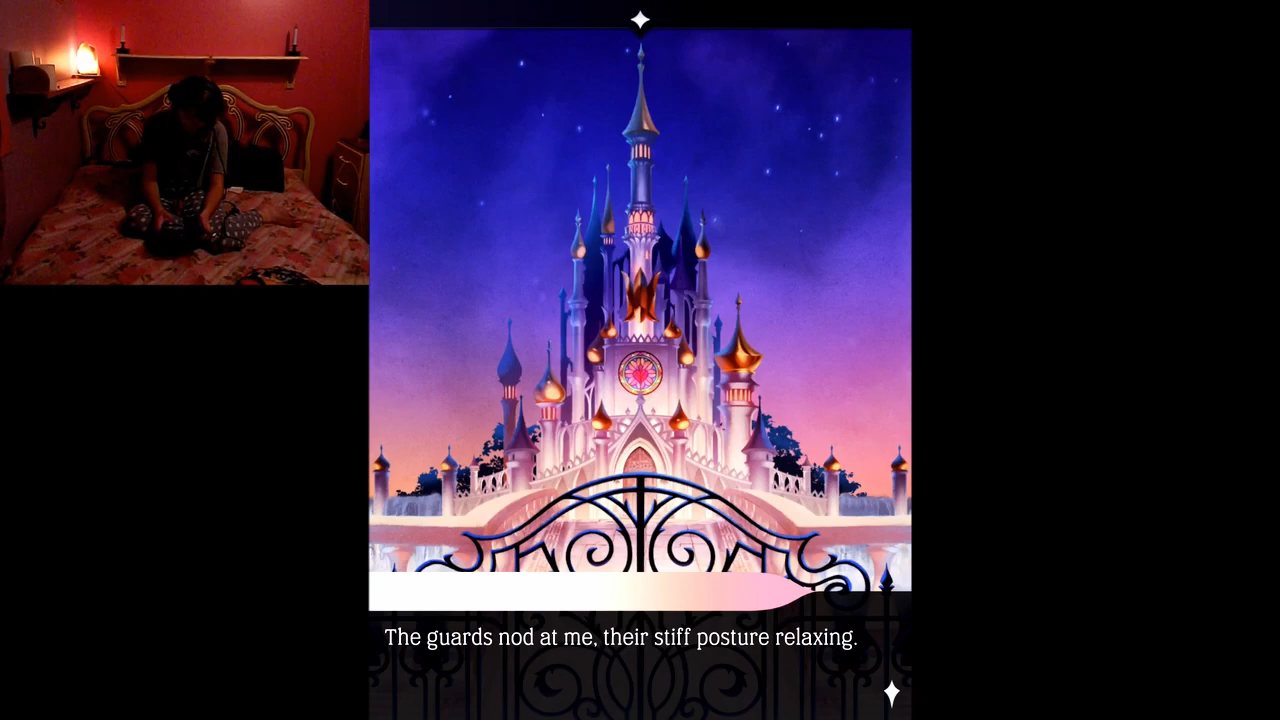 The guards nod at me, their stiff posture relaxing.